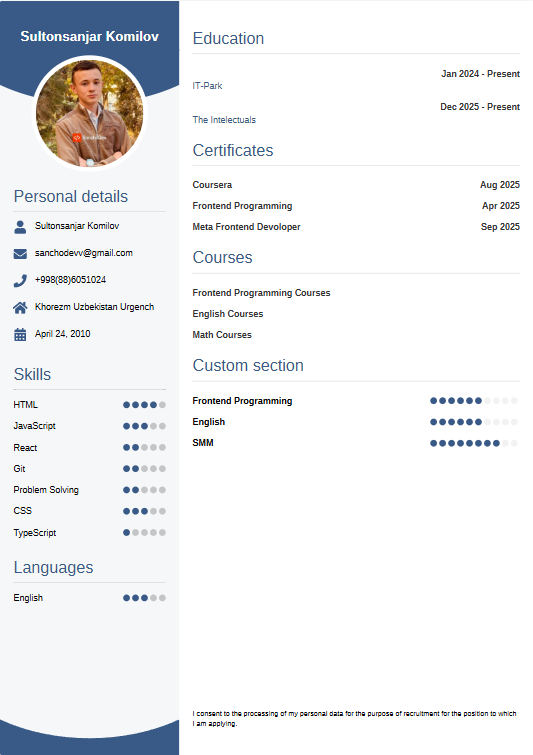 Sultonsanjar Komilov
Personal details
Sultonsanjar Komilov
sanchodevv@gmail.com
+998(88)6051024
Khorezm Uzbekistan Urgench
April 24, 2010
Skills
HTML
JavaScript
React
Git
Problem Solving
CSS
TypeScript
Languages
English
Education
Jan 2024 - Present
IT-Park
Dec 2025 - Present
The Intelectuals
Certificates
Coursera Aug 2025
Frontend Programming Apr 2025
Meta Frontend Devoloper Sep 2025
Courses
Frontend Programming Courses
English Courses
Math Courses
Custom section
Frontend Programming
English
SMM
I consent to the processing of my personal data for the purpose of recruitment for the position to which
I am applying.